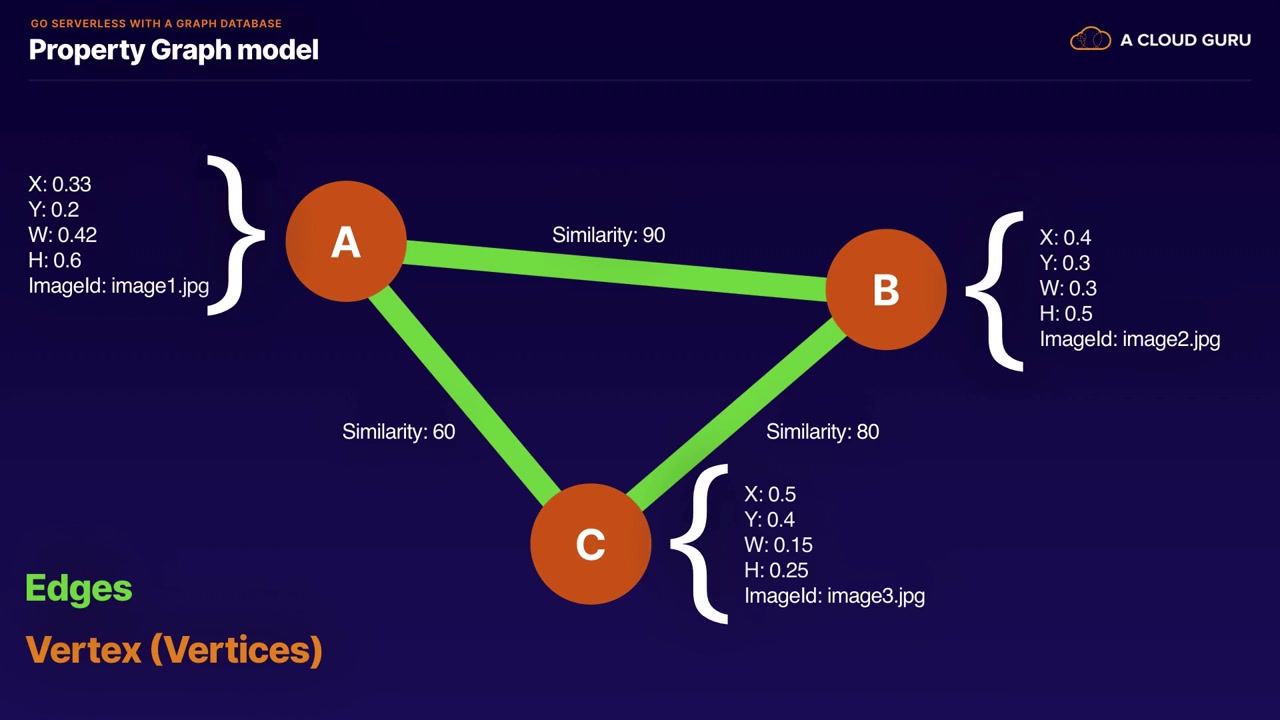 GO SERVERLESS WITH A GRAPH DATABASE
Property Graph model
A CLOUD GURU
X: 0.33
Y: 0.2
W: 0.42
H: 0.6
ImageId: image1.jpg
A
Similarity: 90
B
X: 0.4
Y: 0.3
W: 0.3
H: 0.5
ImageId: image2.jpg
Similarity: 60
Similarity: 80
C
X: 0.5
Y: 0.4
W: 0.15
H: 0.25
ImageId: image3.jpg
Edges
Vertex (Vertices)